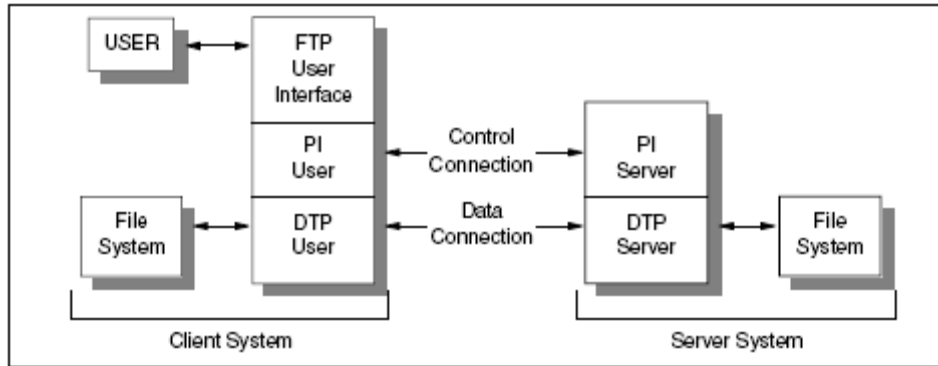 USER
FTP
User
Interface
PI
User
Control
Connection
PI
Server
File
System
DTP
User
Data
Connection
DTP
Server
File
System
Client System
Server System